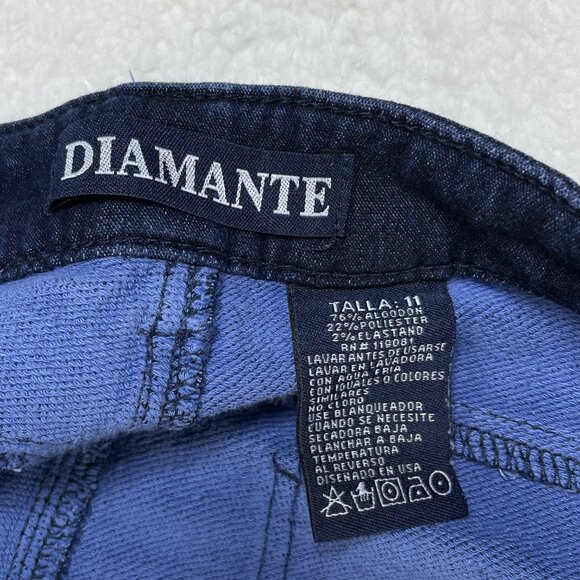 DIAMANTE
TALLA: 11
76% ALGODON
22% POLIESTER
2% ELASTANO
RN# 119081
LAVAR ANTES DE USARSE
LAVAR EN LAVADORA
CON AGUA FRIA
CON IGUALES O COLORES
SIMILARES
NO CLORO
USE BLANQUEADOR
CUANDO SE NECESITE
SECADORA BAJA
PLANCHAR A BAJA
TEMPERATURA
AL REVERSO
DISENADO EN USA